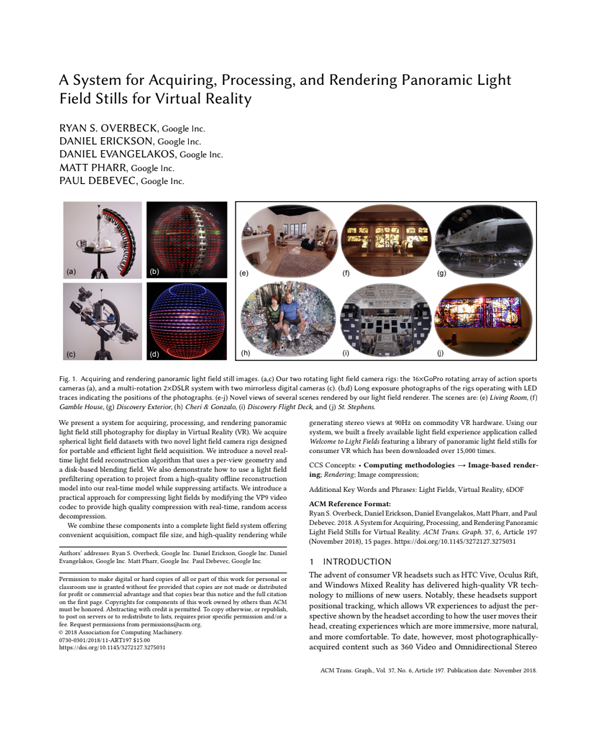 A System for Acquiring, Processing, and Rendering Panoramic Light
Field Stills for Virtual Reality
RYAN S. OVERBECK, Google Inc.
DANIEL ERICKSON, Google Inc.
DANIEL EVANGELAKOS, Google Inc.
MATT PHARR, Google Inc.
PAUL DEBEVEC, Google Inc.
(a)
(b)
(c)
(d)
(e)
(f)
(g)
(h)
(i)
(j)
Fig. 1. Acquiring and rendering panoramic light field still images. (a,c) Our two rotating light field camera rigs: the 16×GoPro rotating array of action sports
cameras (a), and a multi-rotation 2×DSLR system with two mirrorless digital cameras (c). (b,d) Long exposure photographs of the rigs operating with LED
traces indicating the positions of the photographs. (e-j) Novel views of several scenes rendered by our light field renderer. The scenes are: (e) Living Room, (f)
Gamble House, (g) Discovery Exterior, (h) Cheri & Gonzalo, (i) Discovery Flight Deck, and (j) St. Stephens.
We present a system for acquiring, processing, and rendering panoramic
light field still photography for display in Virtual Reality (VR). We acquire
spherical light field datasets with two novel light field camera rigs designed
for portable and efficient light field acquisition. We introduce a novel real-
time light field reconstruction algorithm that uses a per-view geometry and
a disk-based blending field. We also demonstrate how to use a light field
prefiltering operation to project from a high-quality offline reconstruction
model into our real-time model while suppressing artifacts. We introduce a
practical approach for compressing light fields by modifying the VP9 video
codec to provide high quality compression with real-time, random access
decompression.
We combine these components into a complete light field system offering
convenient acquisition, compact file size, and high-quality rendering while
Authors' addresses: Ryan S. Overbeck, Google Inc. Daniel Erickson, Google Inc. Daniel
Evangelakos, Google Inc. Matt Pharr, Google Inc. Paul Debevec, Google Inc.
Permission to make digital or hard copies of all or part of this work for personal or
classroom use is granted without fee provided that copies are not made or distributed
for profit or commercial advantage and that copies bear this notice and the full citation
on the first page. Copyrights for components of this work owned by others than ACM
must be honored. Abstracting with credit is permitted. To copy otherwise, or republish,
to post on servers or to redistribute to lists, requires prior specific permission and/or a
fee. Request permissions from permissions@acm.org.
© 2018 Association for Computing Machinery.
0730-0301/2018/11-ART197 $15.00
https://doi.org/10.1145/3272127.3275031
generating stereo views at 90Hz on commodity VR hardware. Using our
system, we built a freely available light field experience application called
Welcome to Light Fields featuring a library of panoramic light field stills for
consumer VR which has been downloaded over 15,000 times.
CCS Concepts: • Computing methodologies → Image-based render-
ing; Rendering; Image compression;
Additional Key Words and Phrases: Light Fields, Virtual Reality, 6DOF
ACM Reference Format:
Ryan S. Overbeck, Daniel Erickson, Daniel Evangelakos, Matt Pharr, and Paul
Debevec. 2018. A System for Acquiring, Processing, and Rendering Panoramic
Light Field Stills for Virtual Reality. ACM Trans. Graph. 37, 6, Article 197
(November 2018), 15 pages. https://doi.org/10.1145/3272127.3275031
1 INTRODUCTION
The advent of consumer VR headsets such as HTC Vive, Oculus Rift,
and Windows Mixed Reality has delivered high-quality VR tech-
nology to millions of new users. Notably, these headsets support
positional tracking, which allows VR experiences to adjust the per-
spective shown by the headset according to how the user moves their
head, creating experiences which are more immersive, more natural,
and more comfortable. To date, however, most photographically-
acquired content such as 360 Video and Omnidirectional Stereo
ACM Trans. Graph., Vol. 37, No. 6, Article 197. Publication date: November 2018.